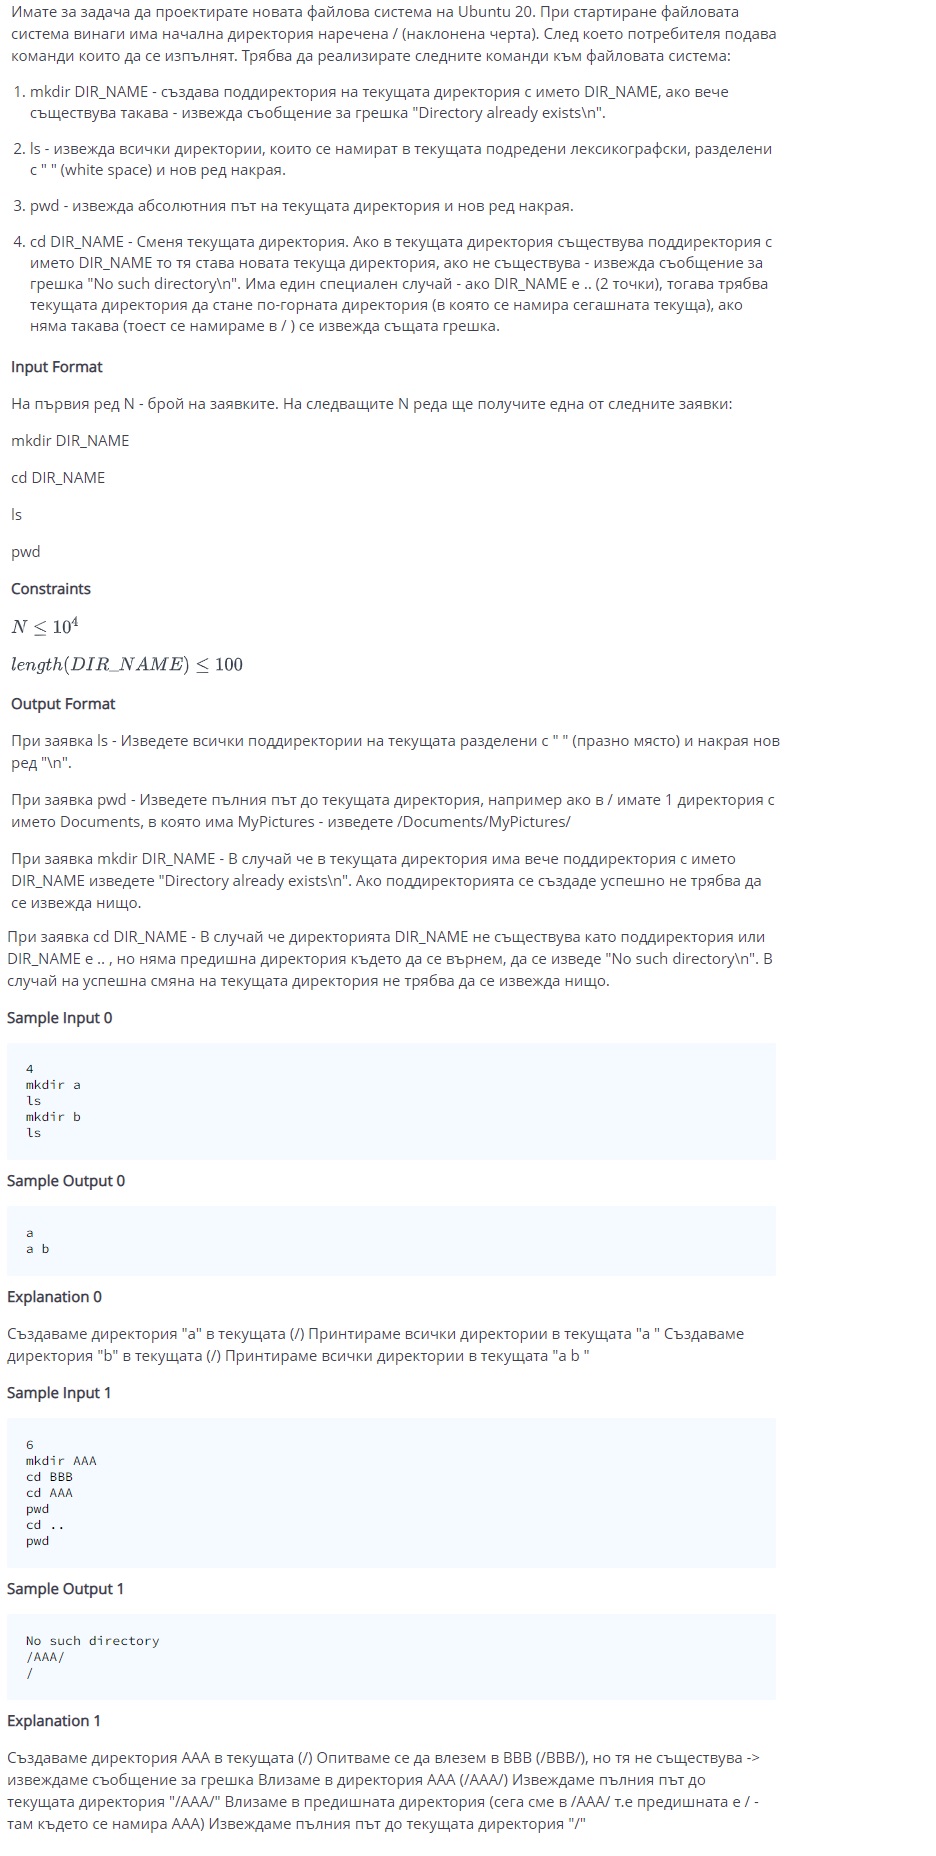 Имате за задача да проектирате новата файлова система на Ubuntu 20. При стартиране файловата
система винаги има начална директория наречена / (наклонена черта). След което потребителя подава
команди които да се изпълнят. Трябва да реализирате следните команди към файловата система:
1. mkdir DIR_NAME - създава поддиректория на текущата директория с името DIR_NAME, ако вече
съществува такава - извежда съобщение за грешка "Directory already exists\n".
2. ls - извежда всички директории, които се намират в текущата подредени лексикографски, разделени
с " " (white space) и нов ред накрая.
3. pwd - извежда абсолютния път на текущата директория и нов ред накрая.
4. cd DIR_NAME - Сменя текущата директория. Ако в текущата директория съществува поддиректория с
името DIR_NAME то тя става новата текуща директория, ако не съществува - извежда съобщение за
грешка "No such directory\n". Има един специален случай - ако DIR_NAME е .. (2 точки), тогава трябва
текущата директория да стане по-горната директория (в която се намира сегашната текуща), ако
няма такава (тоест се намираме в / ) се извежда същата грешка.
Input Format
На първия ред N - брой на заявките. На следващите N реда ще получите една от следните заявки:
mkdir DIR_NAME
cd DIR_NAME
ls
pwd
Constraints
N ≤ 10⁴
length(DIR_NAME) ≤ 100
Output Format
При заявка ls - Изведете всички поддиректории на текущата разделени с " " (празно място) и накрая нов
ред "\n".
При заявка pwd - Изведете пълния път до текущата директория, например ако в / имате 1 директория с
името Documents, в която има MyPictures - изведете /Documents/MyPictures/
При заявка mkdir DIR_NAME - В случай че в текущата директория има вече поддиректория с името
DIR_NAME изведете "Directory already exists\n". Ако поддиректорията се създаде успешно не трябва да
се извежда нищо.
При заявка cd DIR_NAME - В случай че директорията DIR_NAME не съществува като поддиректория или
DIR_NAME е .. , но няма предишна директория където да се върнем, да се изведе "No such directory\n". В
случай на успешна смяна на текущата директория не трябва да се извежда нищо.
Sample Input 0
4
mkdir a
ls
mkdir b
ls
Sample Output 0
a
a b
Explanation 0
Създаваме директория "a" в текущата (/) Принтираме всички директории в текущата "a " Създаваме
директория "b" в текущата (/) Принтираме всички директории в текущата "a b "
Sample Input 1
6
mkdir AAA
cd BBB
cd AAA
pwd
cd ..
pwd
Sample Output 1
No such directory
/AAA/
/
Explanation 1
Създаваме директория AAA в текущата (/) Опитваме се да влезем в BBB (/BBB/), но тя не съществува ->
извеждаме съобщение за грешка Влизаме в директория AAA (/AAA/) Извеждаме пълния път до
текущата директория "/AAA/" Влизаме в предишната директория (сега сме в /AAA/ т.е предишната е / -
там където се намира AAA) Извеждаме пълния път до текущата директория "/"